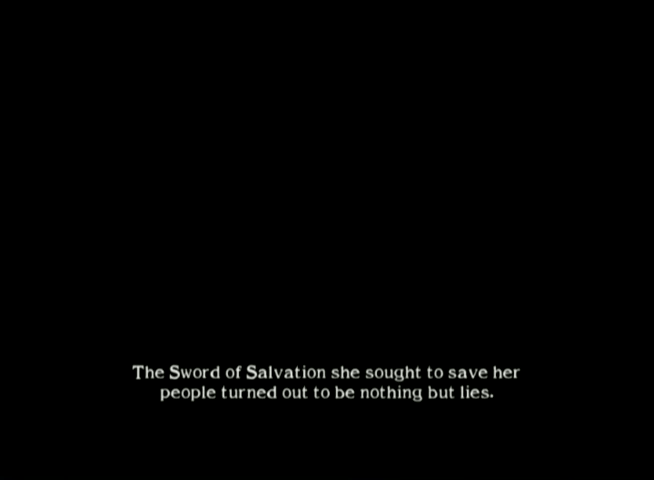 The Sword of Salvation she sought to save her
people turned out to be nothing but lies.